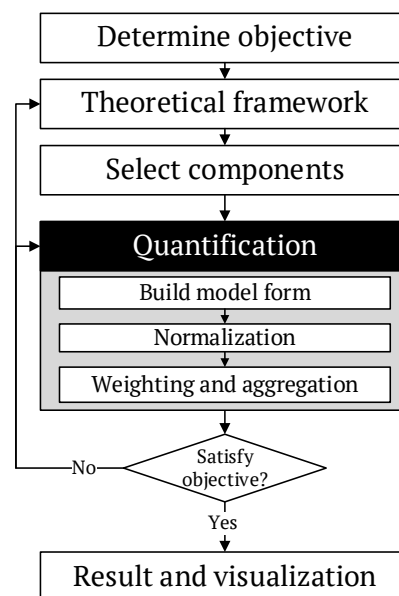 Determine objective
Theoretical framework
Select components
Quantification
Build model form
Normalization
Weighting and aggregation
Satisfy
objective?
No
Yes
Result and visualization